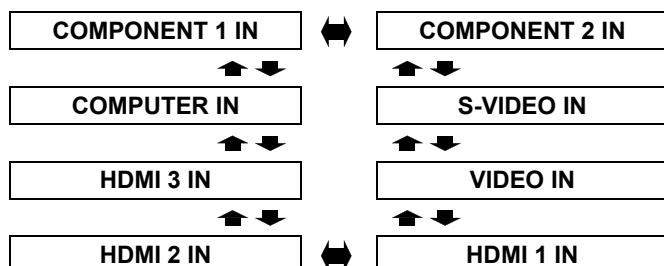 COMPONENT 1 IN COMPONENT 2 IN
COMPUTER IN S-VIDEO IN
HDMI 3 IN VIDEO IN
HDMI 2 IN HDMI 1 IN